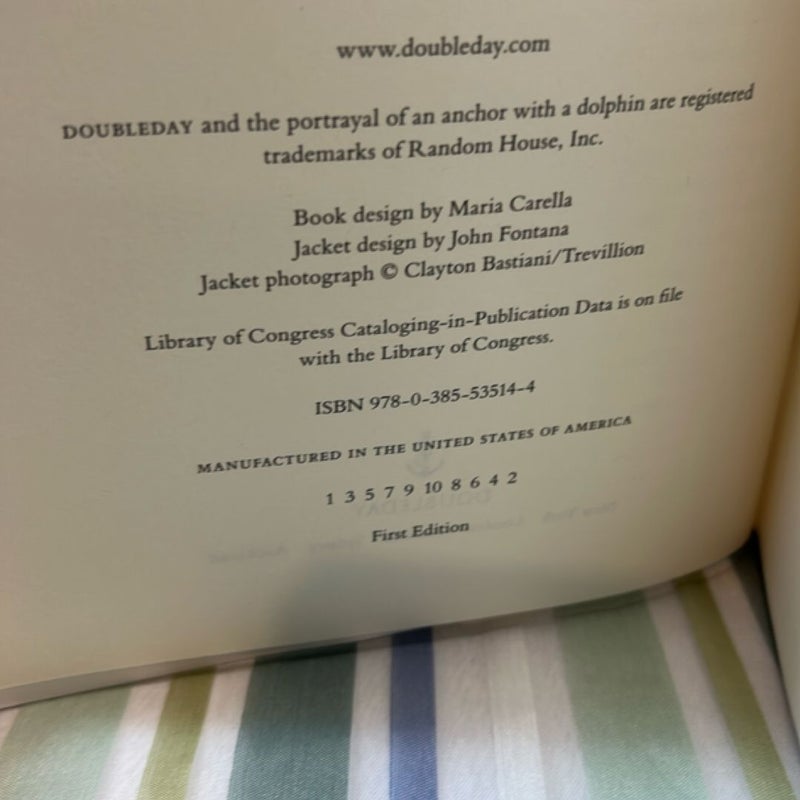 www.doubleday.com
DOUBLEDAY and the portrayal of an anchor with a dolphin are registered
trademarks of Random House, Inc.
Book design by Maria Carella
Jacket design by John Fontana
Jacket photograph © Clayton Bastiani/Trevillion
Library of Congress Cataloging-in-Publication Data is on file
with the Library of Congress.
ISBN 978-0-385-53514-4
MANUFACTURED IN THE UNITED STATES OF AMERICA
1 3 5 7 9 10 8 6 4 2
First Edition